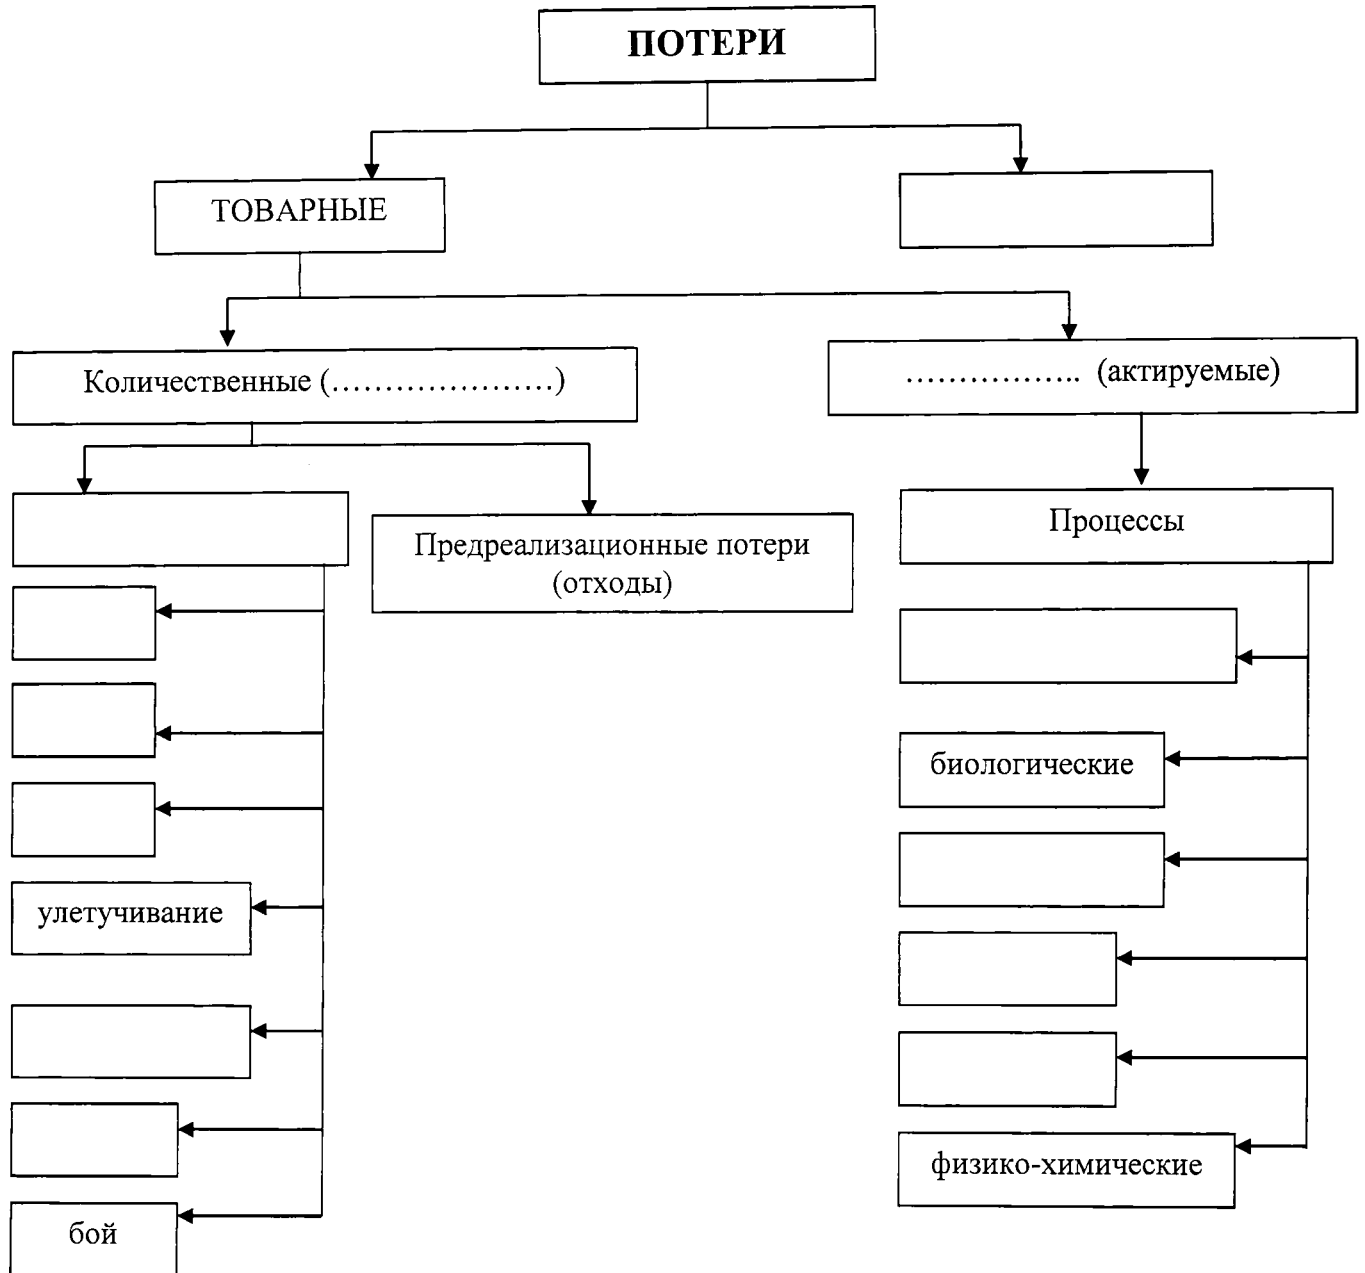 ПОТЕРИ
ТОВАРНЫЕ
Количественные (…………………)
…………….. (актируемые)
Предреализационные потери
(отходы)
Процессы
биологические
улетучивание
физико-химические
бой